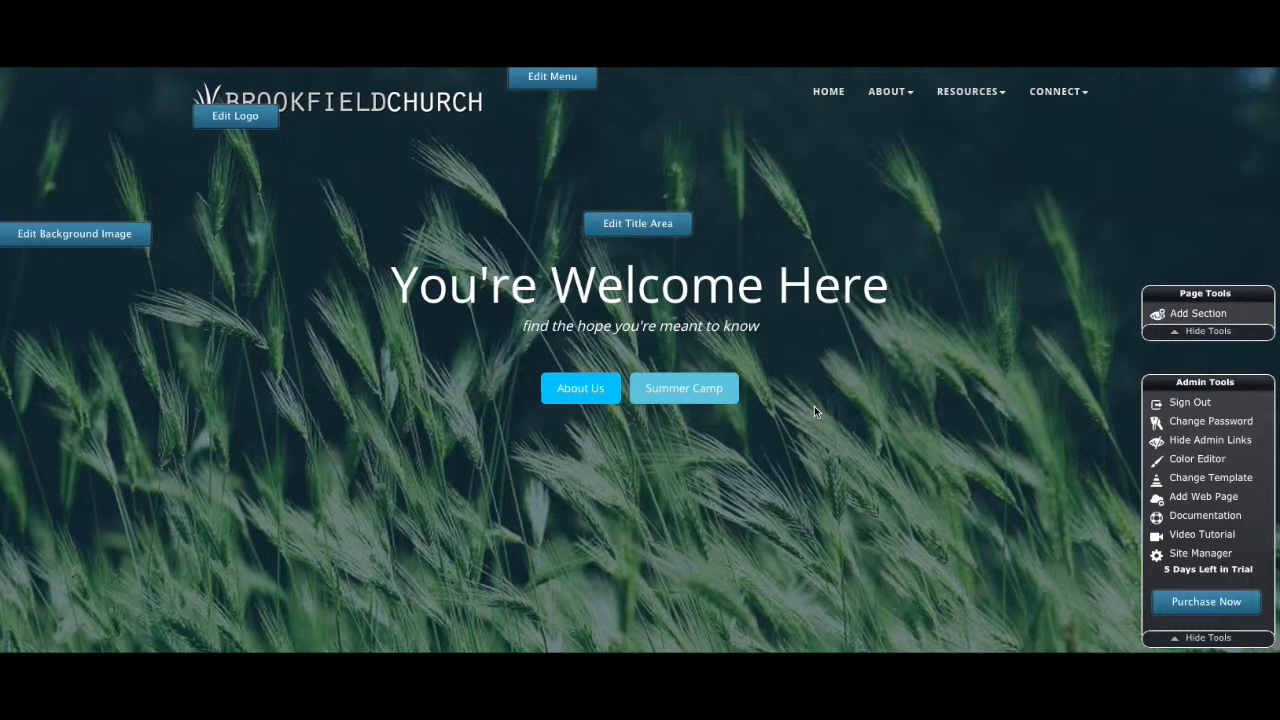 Edit Menu
BROOKFIELDCHURCH
HOME ABOUT RESOURCES CONNECT
Edit Logo
Edit Title Area
Edit Background Image
You're Welcome Here
find the hope you're meant to know
About Us Summer Camp
Page Tools
Add Section
Hide Tools
Admin Tools
Sign Out
Change Password
Hide Admin Links
Color Editor
Change Template
Add Web Page
Documentation
Video Tutorial
Site Manager
5 Days Left in Trial
Purchase Now
Hide Tools